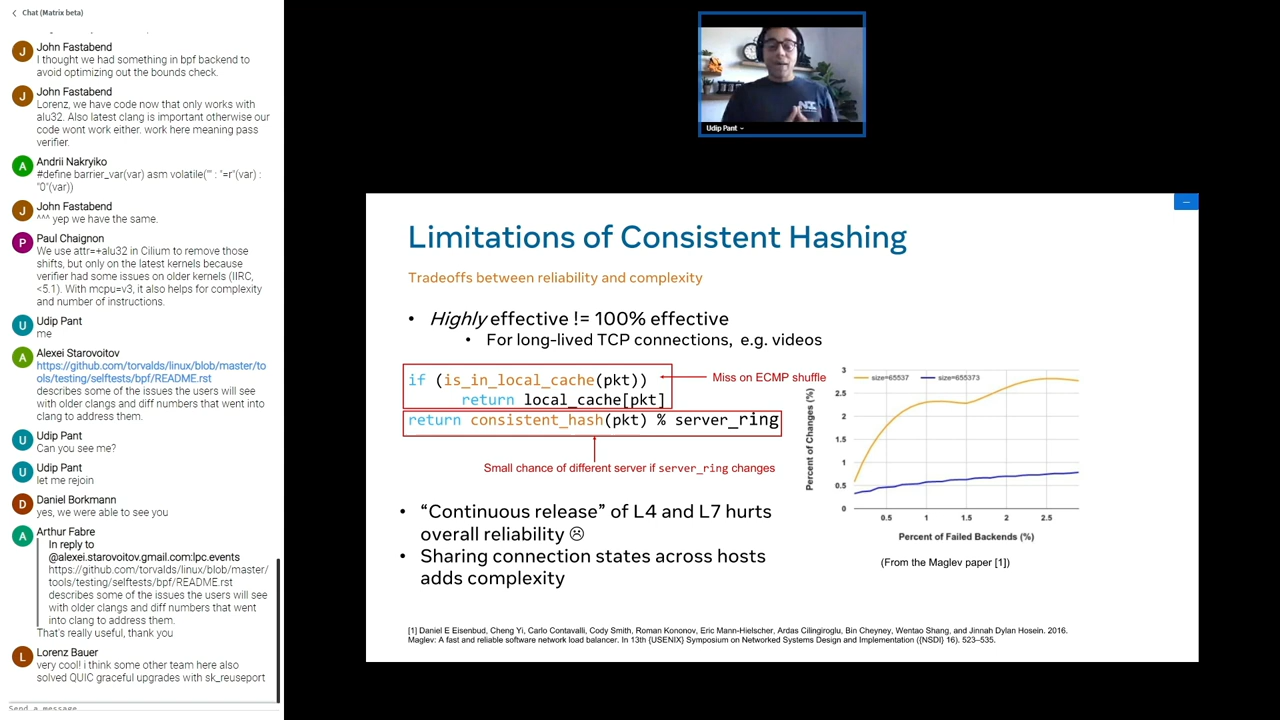 Chat (Matrix beta)
John Fastabend
I thought we had something in bpf backend to
avoid optimizing out the bounds check.
John Fastabend
Lorenz, we have code now that only works with
alu32. Also latest clang is important otherwise our
code wont work either. work here meaning pass
verifier.
Andrii Nakryiko
#define barrier_var(var) asm volatile("" : "=r"(var) :
"0"(var))
John Fastabend
^^^ yep we have the same.
Paul Chaignon
We use attr=+alu32 in Cilium to remove those
shifts, but only on the latest kernels because
verifier had some issues on older kernels (IIRC,
<5.1). With mcpu=v3, it also helps for complexity
and number of instructions.
Udip Pant
me
Alexei Starovoitov
https://github.com/torvalds/linux/blob/master/to
ols/testing/selftests/bpf/README.rst
describes some of the issues the users will see
with older clangs and diff numbers that went into
clang to address them.
Udip Pant
Can you see me?
Udip Pant
let me rejoin
Daniel Borkmann
yes, we were able to see you
Arthur Fabre
In reply to
@alexei.starovoitov.gmail.com:lpc.events
https://github.com/torvalds/linux/blob/master/
tools/testing/selftests/bpf/README.rst
describes some of the issues the users will see
with older clangs and diff numbers that went
into clang to address them.
That's really useful, thank you
Lorenz Bauer
very cool! i think some other team here also
solved QUIC graceful upgrades with sk_reuseport
Send a message
Udip Pant
Limitations of Consistent Hashing
Tradeoffs between reliability and complexity
• Highly effective != 100% effective
• For long-lived TCP connections, e.g. videos
if (is_in_local_cache(pkt))
return local_cache[pkt]
return consistent_hash(pkt) % server_ring
Miss on ECMP shuffle
Small chance of different server if server_ring changes
• “Continuous release” of L4 and L7 hurts
overall reliability ☹
• Sharing connection states across hosts
adds complexity
size=65537 size=655373
Percent of Changes (%)
3
2.5
2
1.5
1
0.5
0
0.5 1 1.5 2 2.5
Percent of Failed Backends (%)
(From the Maglev paper [1])
[1] Daniel E Eisenbud, Cheng Yi, Carlo Contavalli, Cody Smith, Roman Kononov, Eric Mann-Hielscher, Ardas Cilingiroglu, Bin Cheyney, Wentao Shang, and Jinnah Dylan Hosein. 2016.
Maglev: A fast and reliable software network load balancer. In 13th {USENIX} Symposium on Networked Systems Design and Implementation ({NSDI} 16). 523–535.